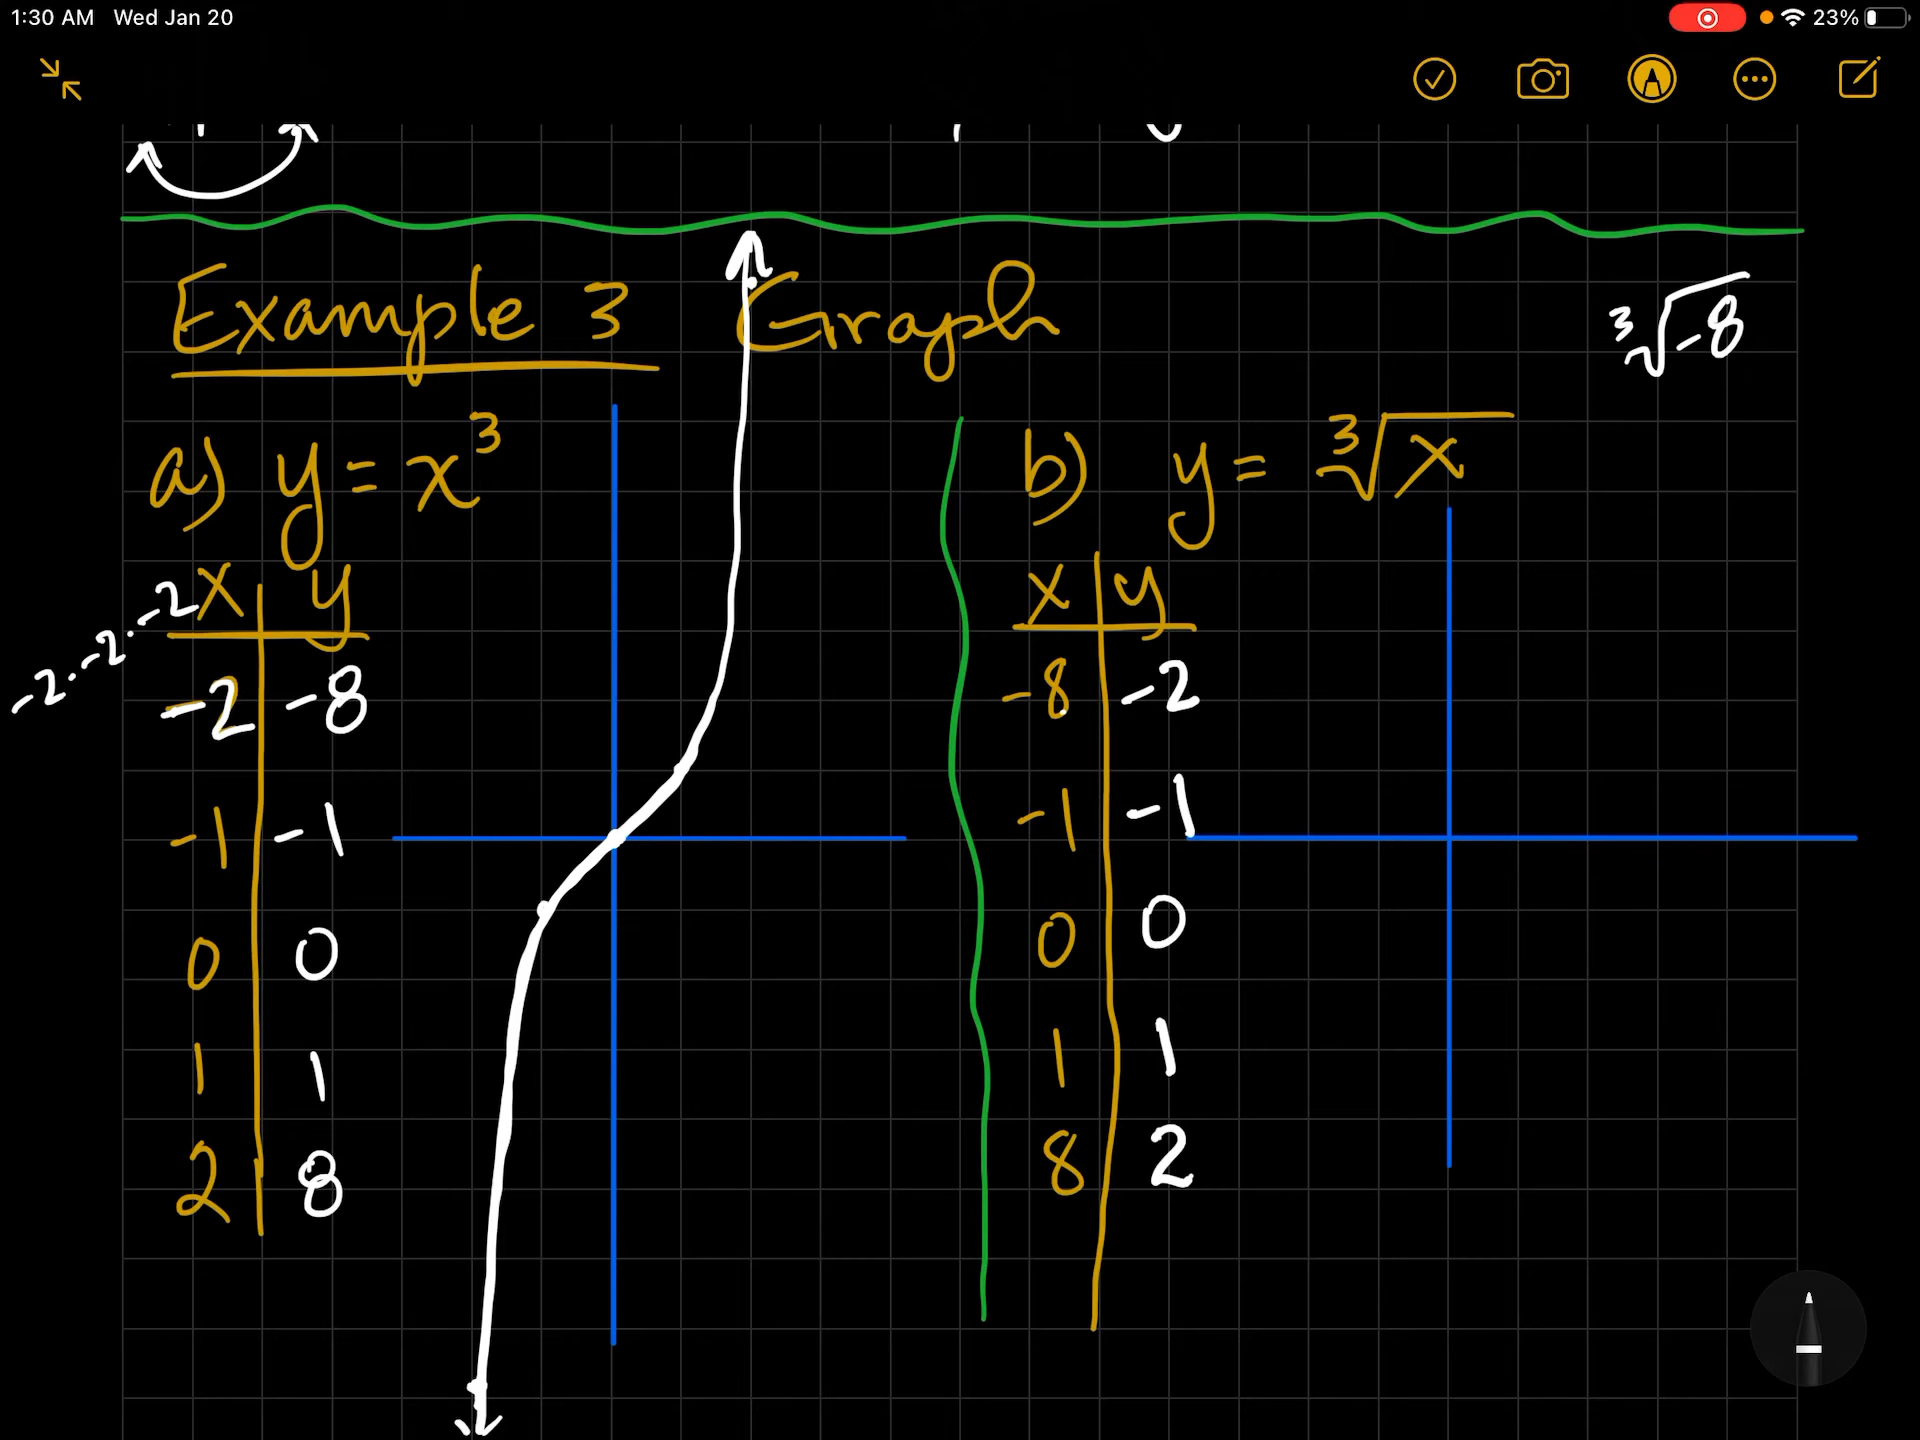 1:30 AM Wed Jan 20
23%
Example 3 Graph
∛-8
a) y = x³
b) y = ∛x
-2·-2·-2
x | y
-2 | -8
-1 | -1
0 | 0
1 | 1
2 | 8
x | y
-8 | -2
-1 | -1
0 | 0
1 | 1
8 | 2